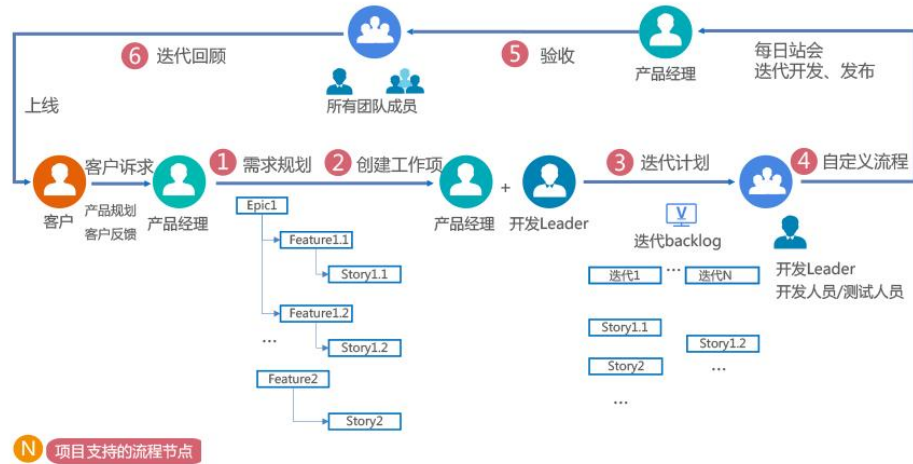 6 迭代回顾
5 验收
每日站会
迭代开发、发布
产品经理
所有团队成员
上线
客户诉求
1 需求规划
2 创建工作项
3 迭代计划
4 自定义流程
客户
产品规划
客户反馈
产品经理
产品经理
+
开发Leader
迭代backlog
开发Leader
开发人员/测试人员
Epic1
Feature1.1
Story1.1
Feature1.2
...
Story1.2
Feature2
Story2
迭代1
...
迭代N
Story1.1
Story1.2
Story2
...
...
N 项目支持的流程节点